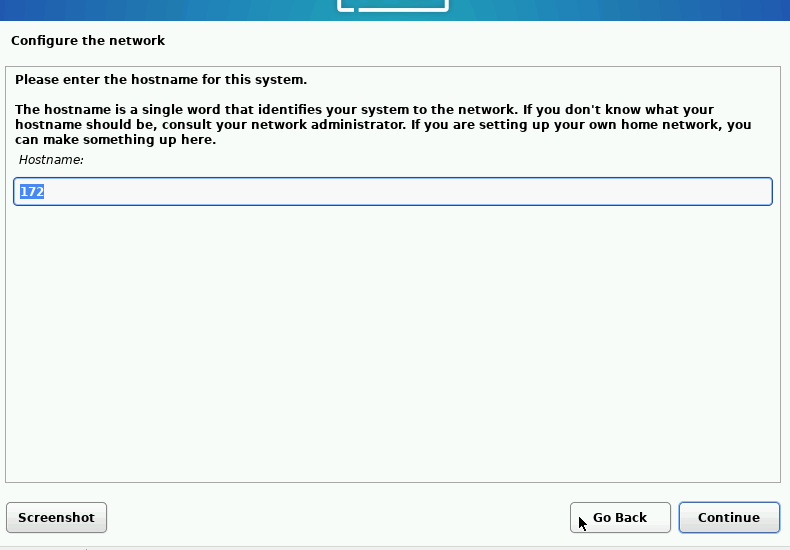 Configure the network
Please enter the hostname for this system.
The hostname is a single word that identifies your system to the network. If you don't know what your
hostname should be, consult your network administrator. If you are setting up your own home network, you
can make something up here.
Hostname:
172
Screenshot
Go Back
Continue